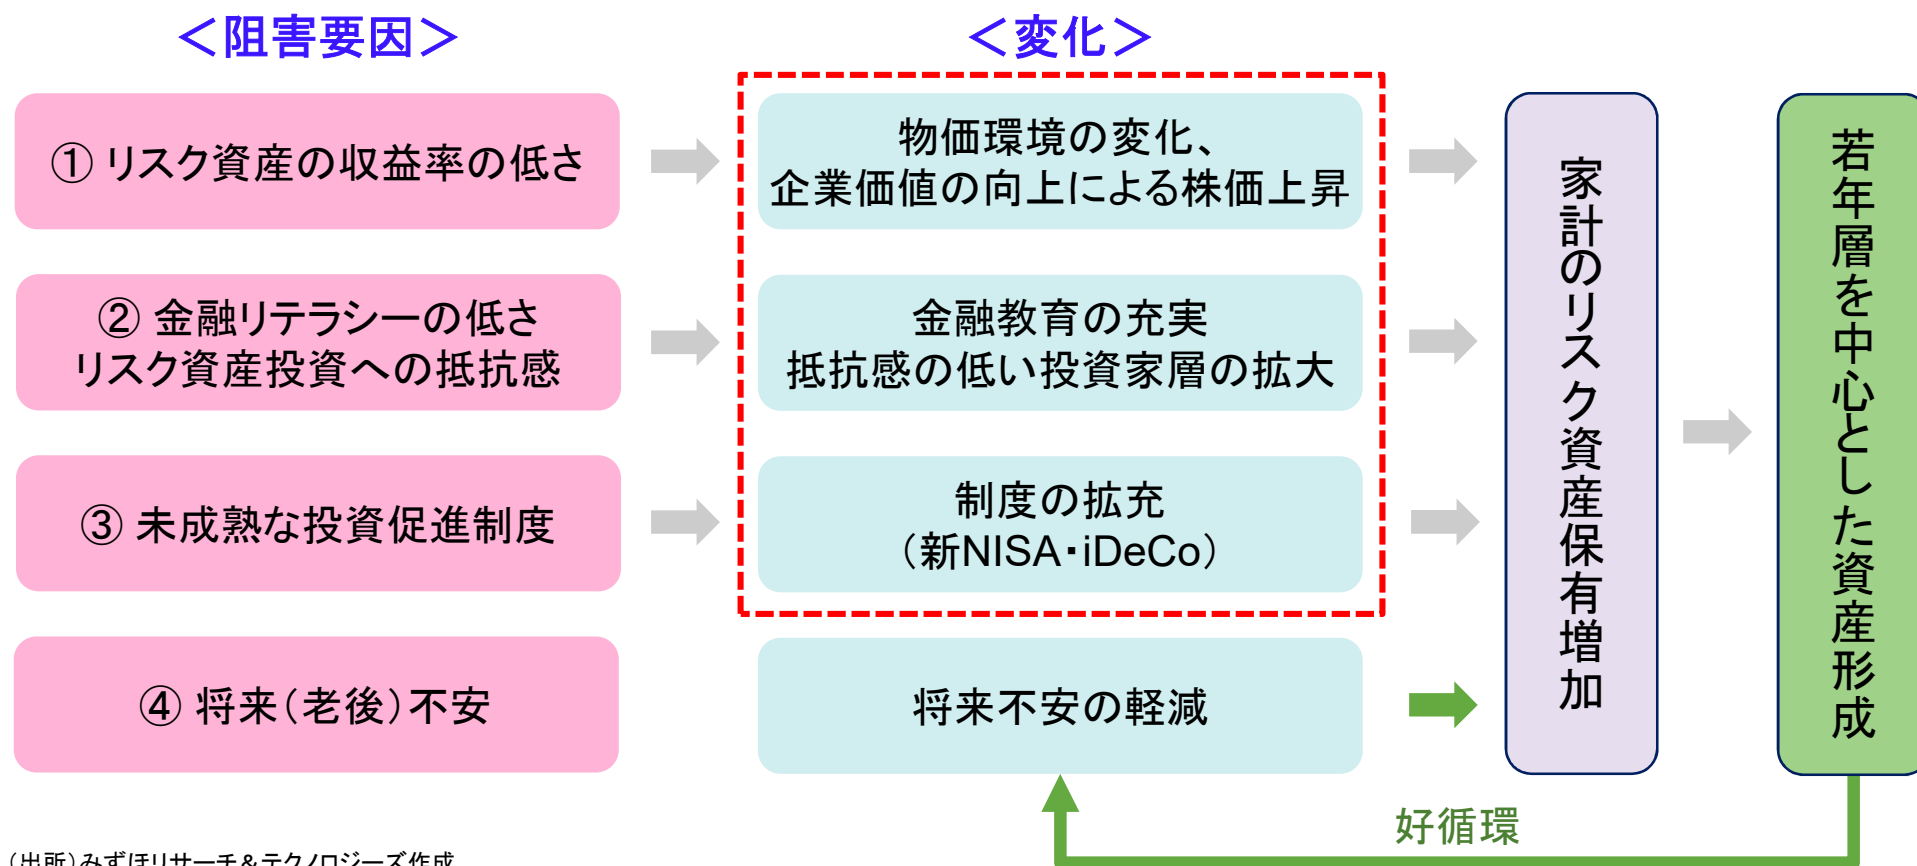 ＜阻害要因＞
＜変化＞
① リスク資産の収益率の低さ
物価環境の変化、
企業価値の向上による株価上昇
② 金融リテラシーの低さ
リスク資産投資への抵抗感
金融教育の充実
抵抗感の低い投資家層の拡大
③ 未成熟な投資促進制度
制度の拡充
（新NISA・iDeCo）
④ 将来（老後）不安
将来不安の軽減
家計のリスク資産保有増加
若年層を中心とした資産形成
好循環
（出所）みずほリサーチ＆テクノロジーズ作成